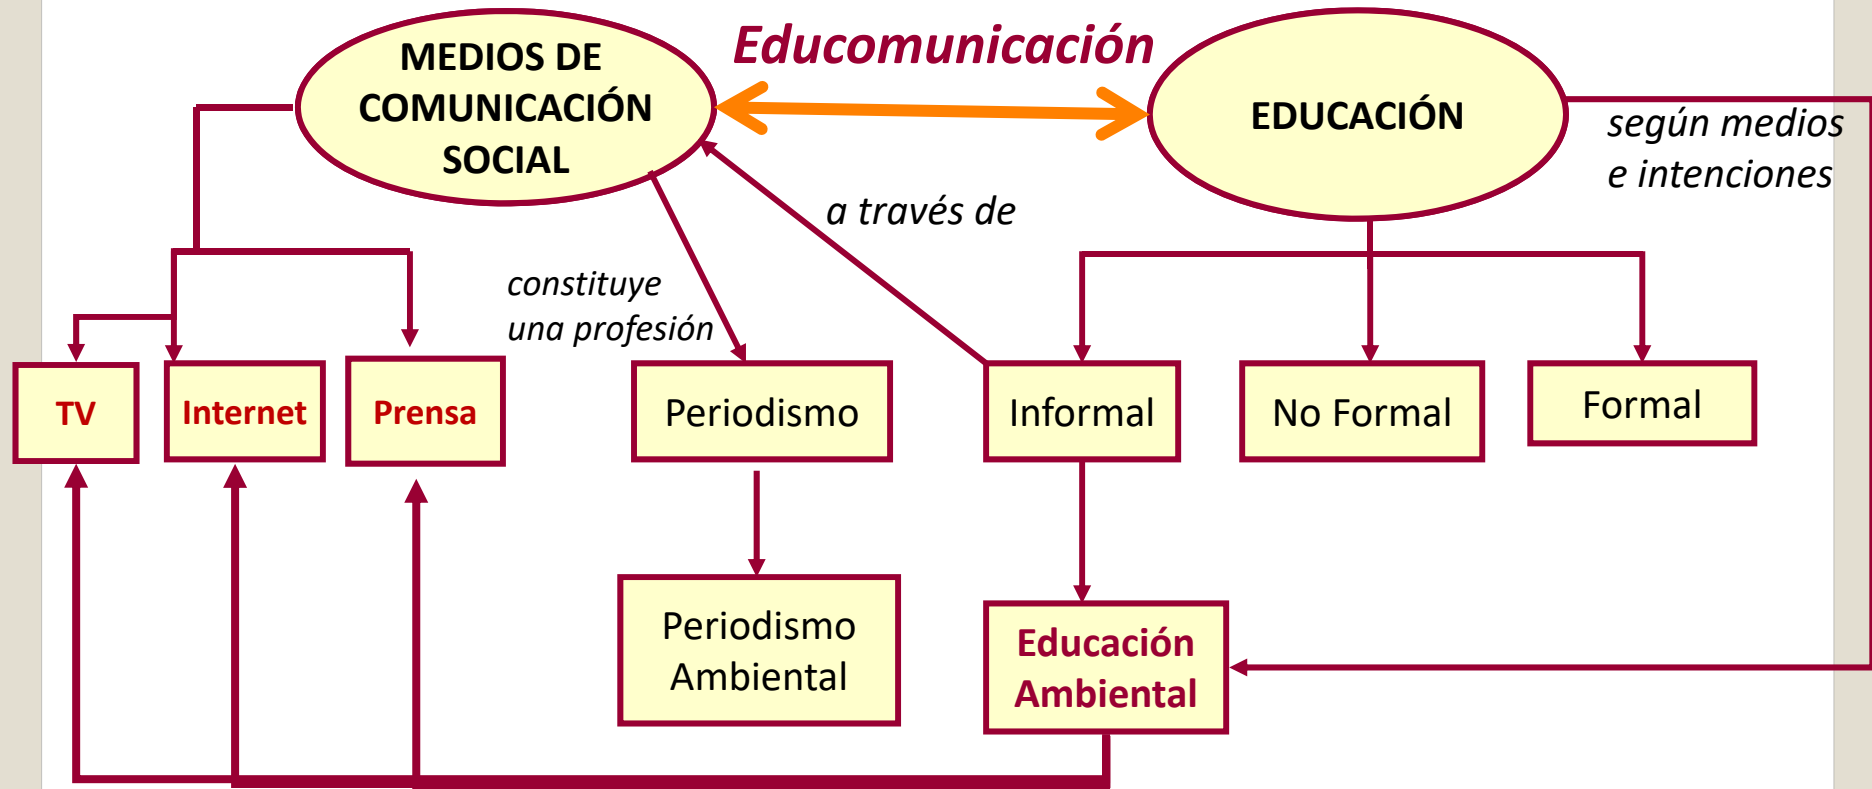 Educomunicación
MEDIOS DE
COMUNICACIÓN
SOCIAL
EDUCACIÓN
según medios
e intenciones
a través de
constituye
una profesión
TV
Internet
Prensa
Periodismo
Informal
No Formal
Formal
Periodismo
Ambiental
Educación
Ambiental